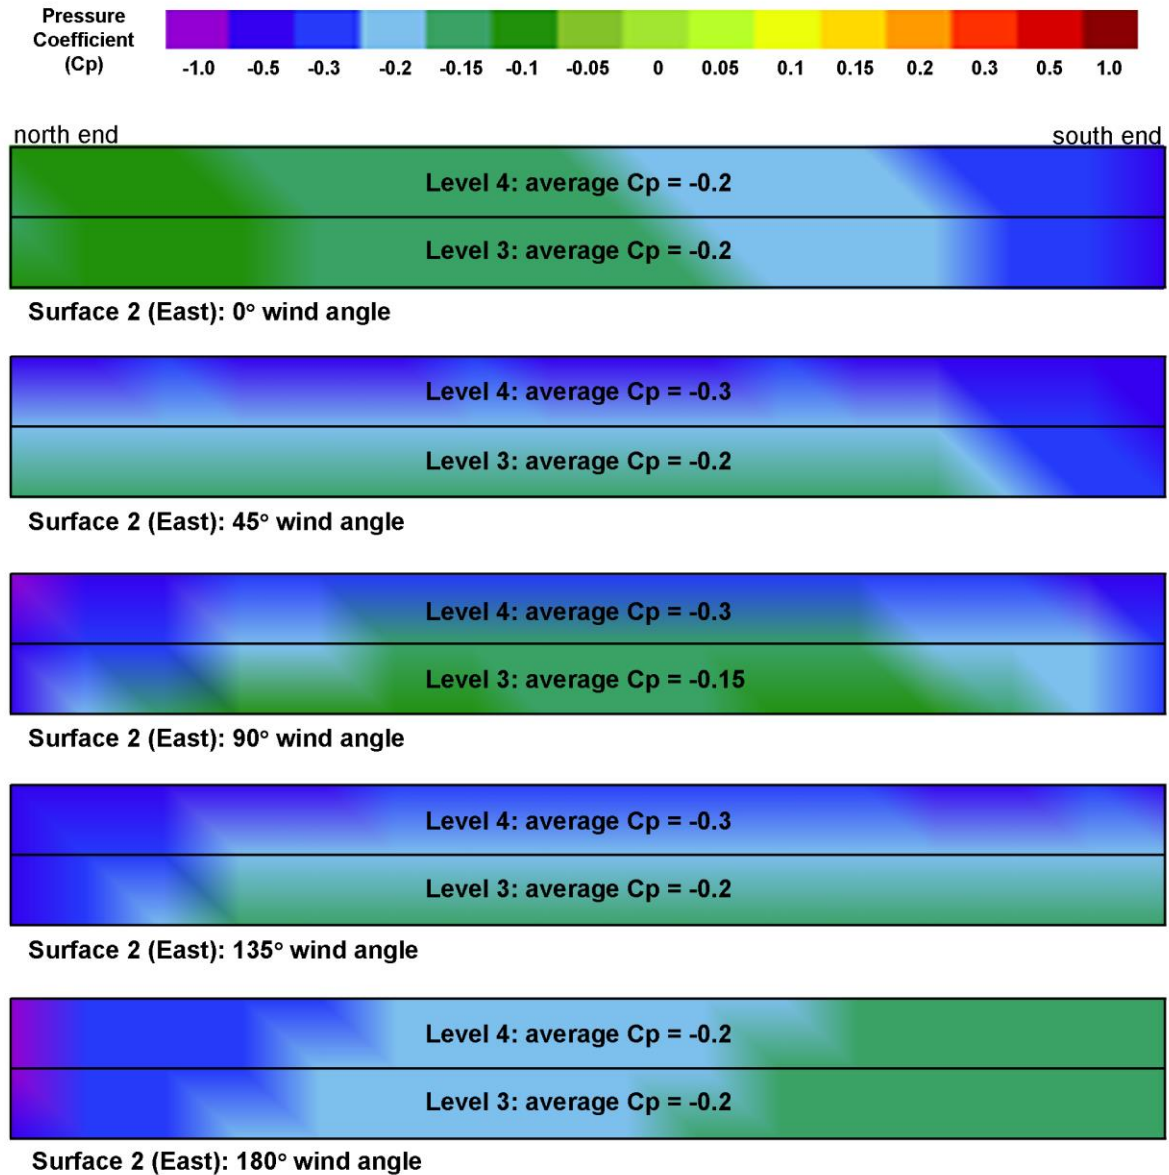 Pressure
Coefficient
(Cp)
-1.0 -0.5 -0.3 -0.2 -0.15 -0.1 -0.05 0 0.05 0.1 0.15 0.2 0.3 0.5 1.0
north end south end
Level 4: average Cp = -0.2
Level 3: average Cp = -0.2
Surface 2 (East): 0° wind angle
Level 4: average Cp = -0.3
Level 3: average Cp = -0.2
Surface 2 (East): 45° wind angle
Level 4: average Cp = -0.3
Level 3: average Cp = -0.15
Surface 2 (East): 90° wind angle
Level 4: average Cp = -0.3
Level 3: average Cp = -0.2
Surface 2 (East): 135° wind angle
Level 4: average Cp = -0.2
Level 3: average Cp = -0.2
Surface 2 (East): 180° wind angle